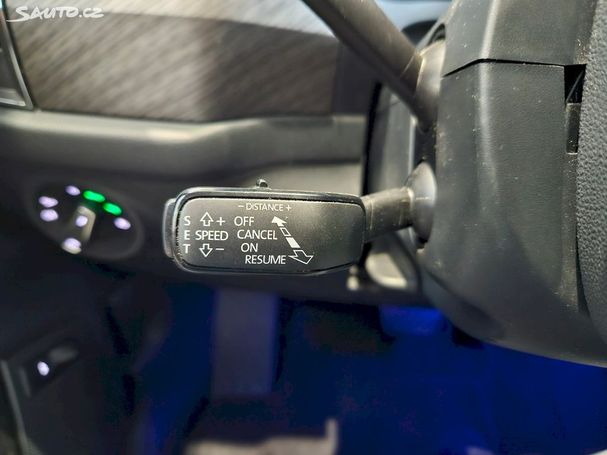 Sauto.cz
- DISTANCE +
S + OFF
E SPEED CANCEL
T - ON
RESUME